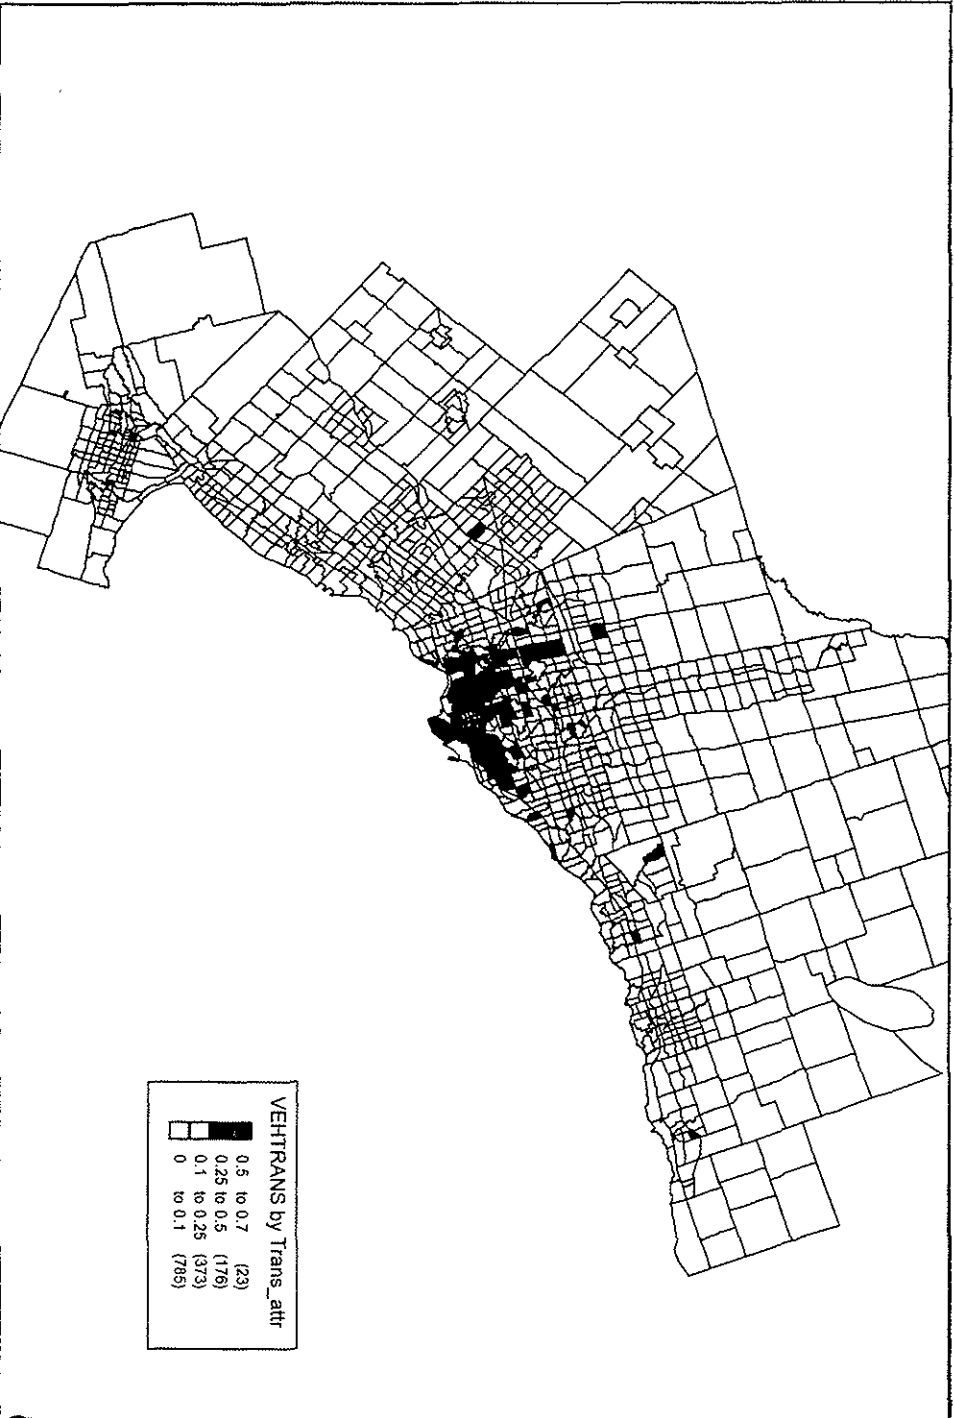 VEHTRANS by Trans_attr
0.5 to 0.7 (23)
0.25 to 0.5 (176)
0.1 to 0.25 (373)
0 to 0.1 (785)